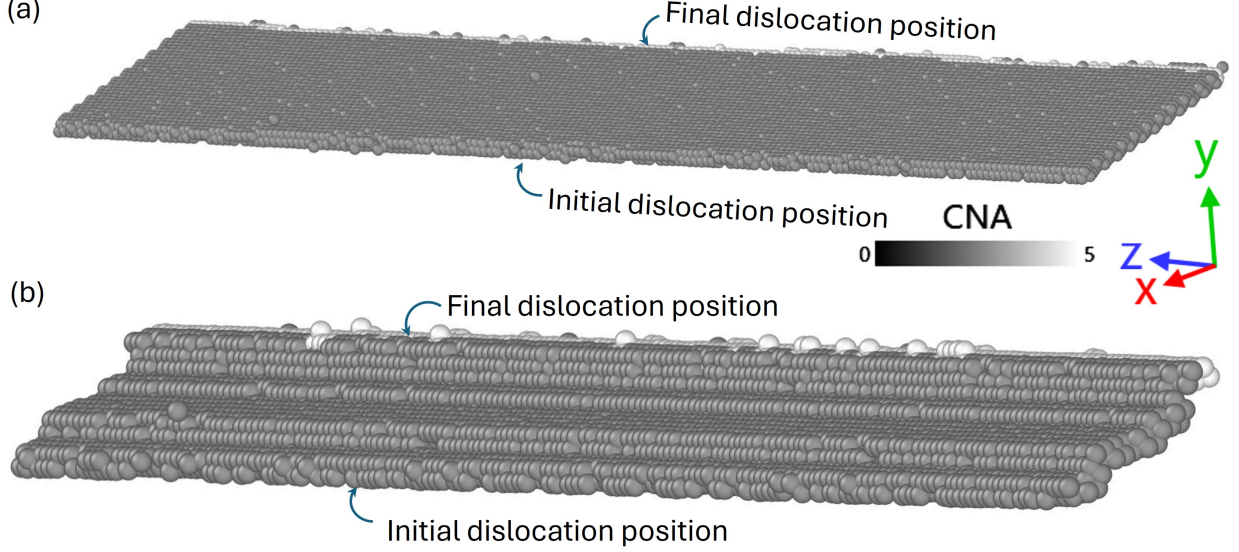 (a)
Final dislocation position
Initial dislocation position
y
CNA
0
5
Z
X
(b)
Final dislocation position
Initial dislocation position